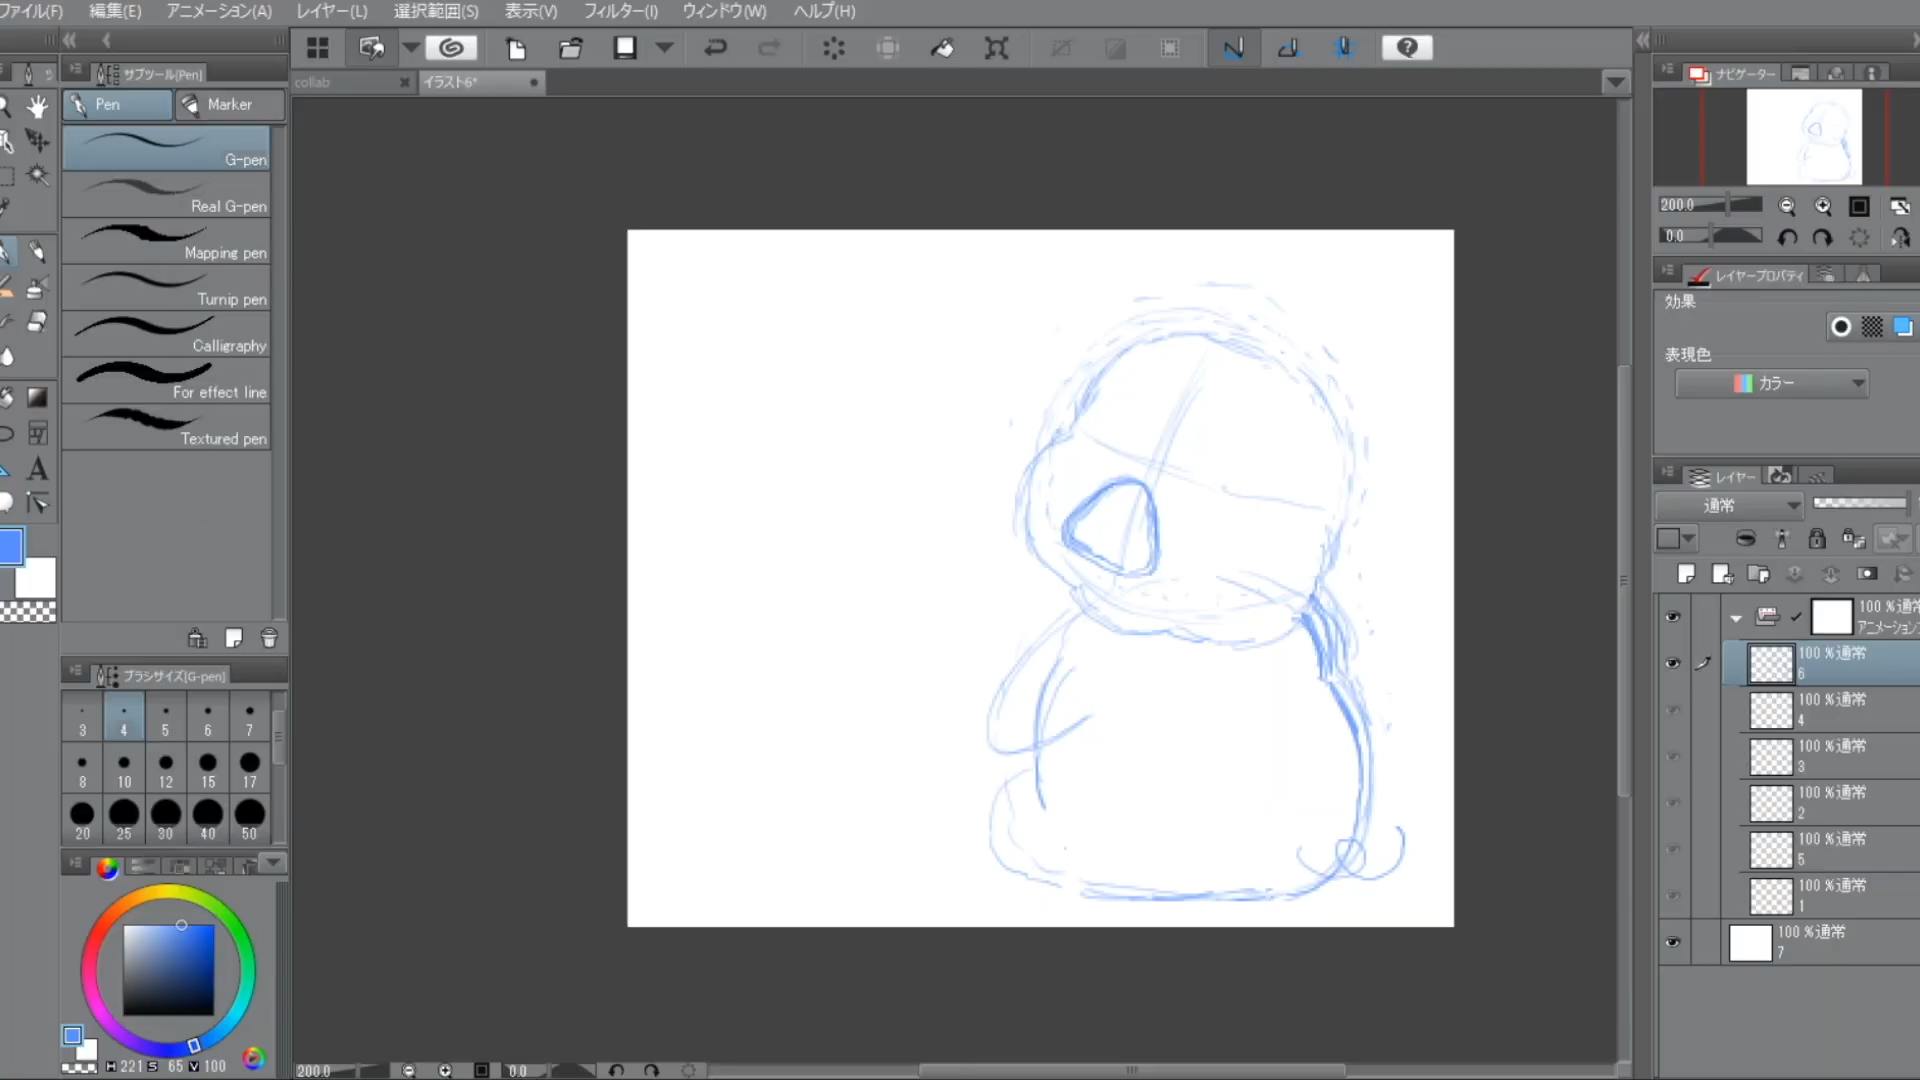 ファイル(F) 編集(E) アニメーション(A) レイヤー(L) 選択範囲(S) 表示(V) フィルター(I) ウィンドウ(W) ヘルプ(H)
サブツール[Pen]
Pen Marker
G-pen
Real G-pen
Mapping pen
Turnip pen
Calligraphy
For effect line
Textured pen
ブラシサイズ[G-pen]
3 4 5 6 7
8 10 12 15 17
20 25 30 40 50
H 221 S 65 V 100
collab イラスト6*
200.0 0.0
ナビゲーター
200.0
0.0
レイヤープロパティ
効果
表現色
カラー
レイヤー
通常
100 %通常
アニメーション
100 %通常
6
100 %通常
4
100 %通常
3
100 %通常
2
100 %通常
5
100 %通常
1
100 %通常
7